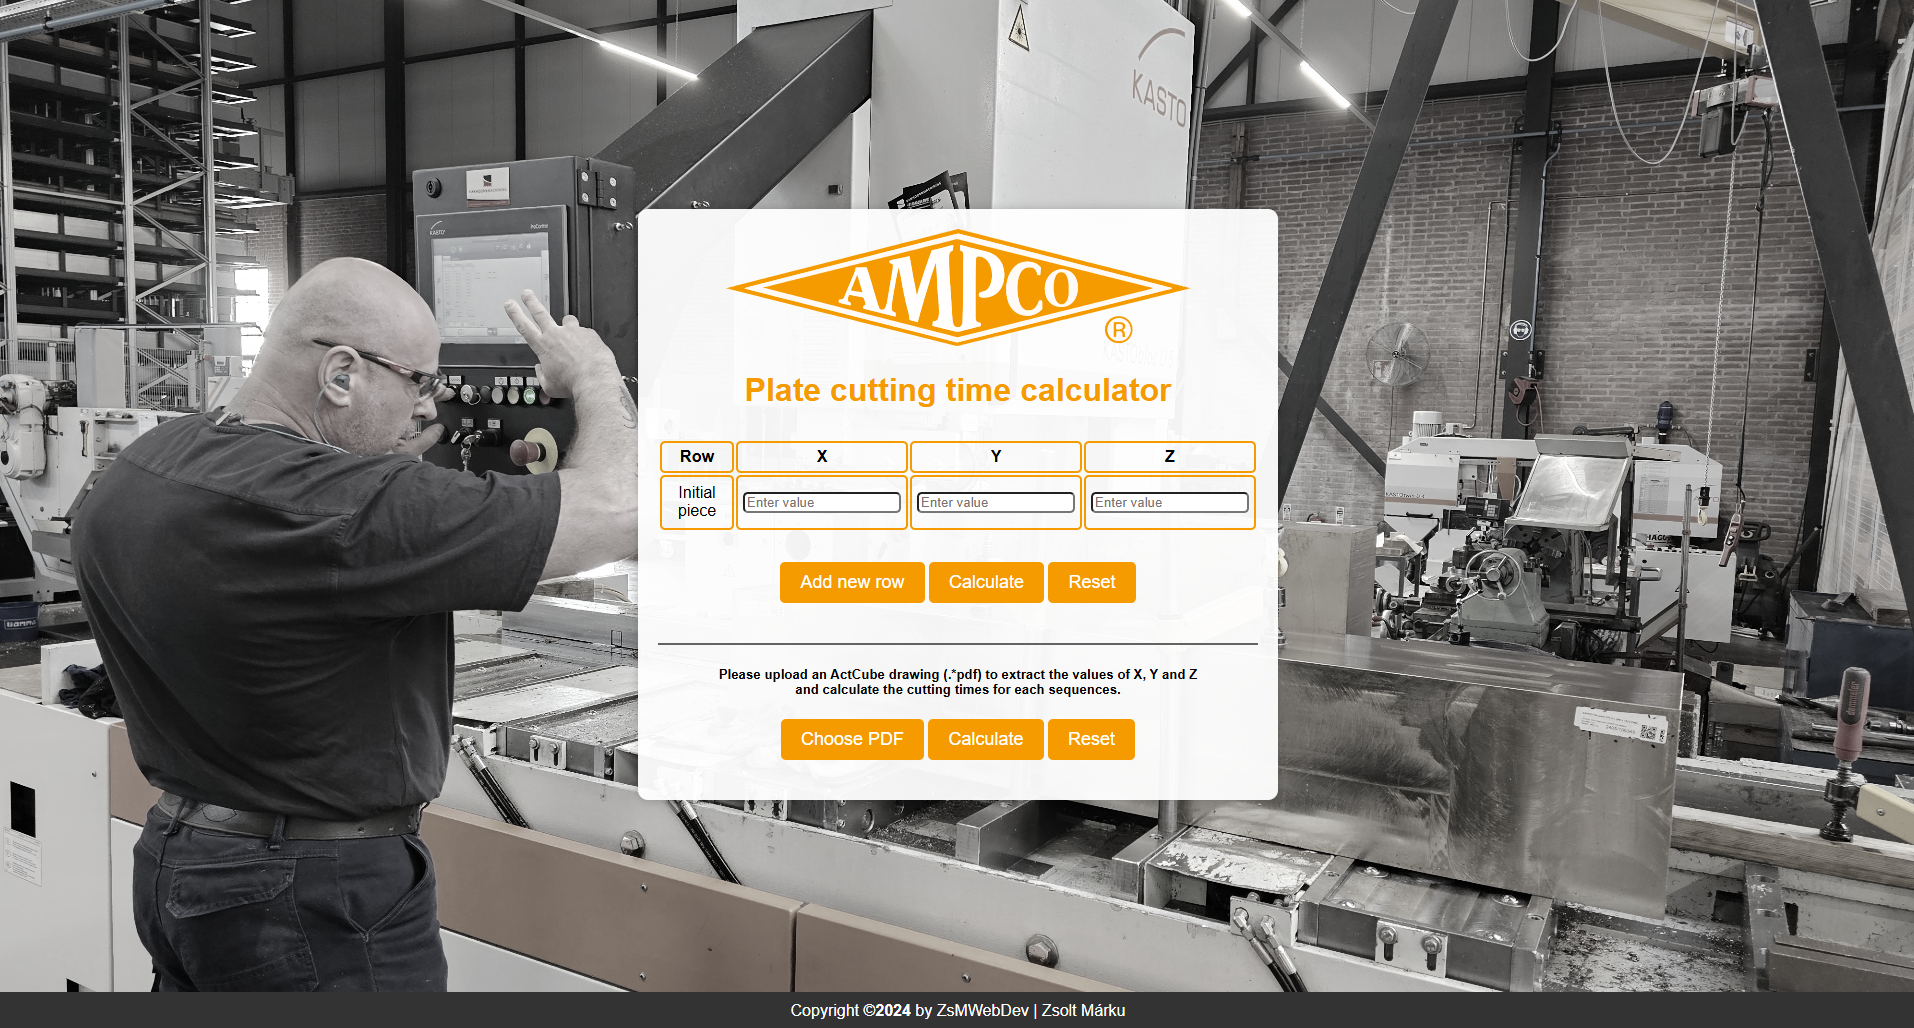 KASTO
KASTO
AMPCO
®
Plate cutting time calculator
Row X Y Z
Initial piece Enter value Enter value Enter value
Add new row Calculate Reset
Please upload an ActCube drawing (.*pdf) to extract the values of X, Y and Z
and calculate the cutting times for each sequences.
Choose PDF Calculate Reset
Copyright ©2024 by ZsMWebDev | Zsolt Márku